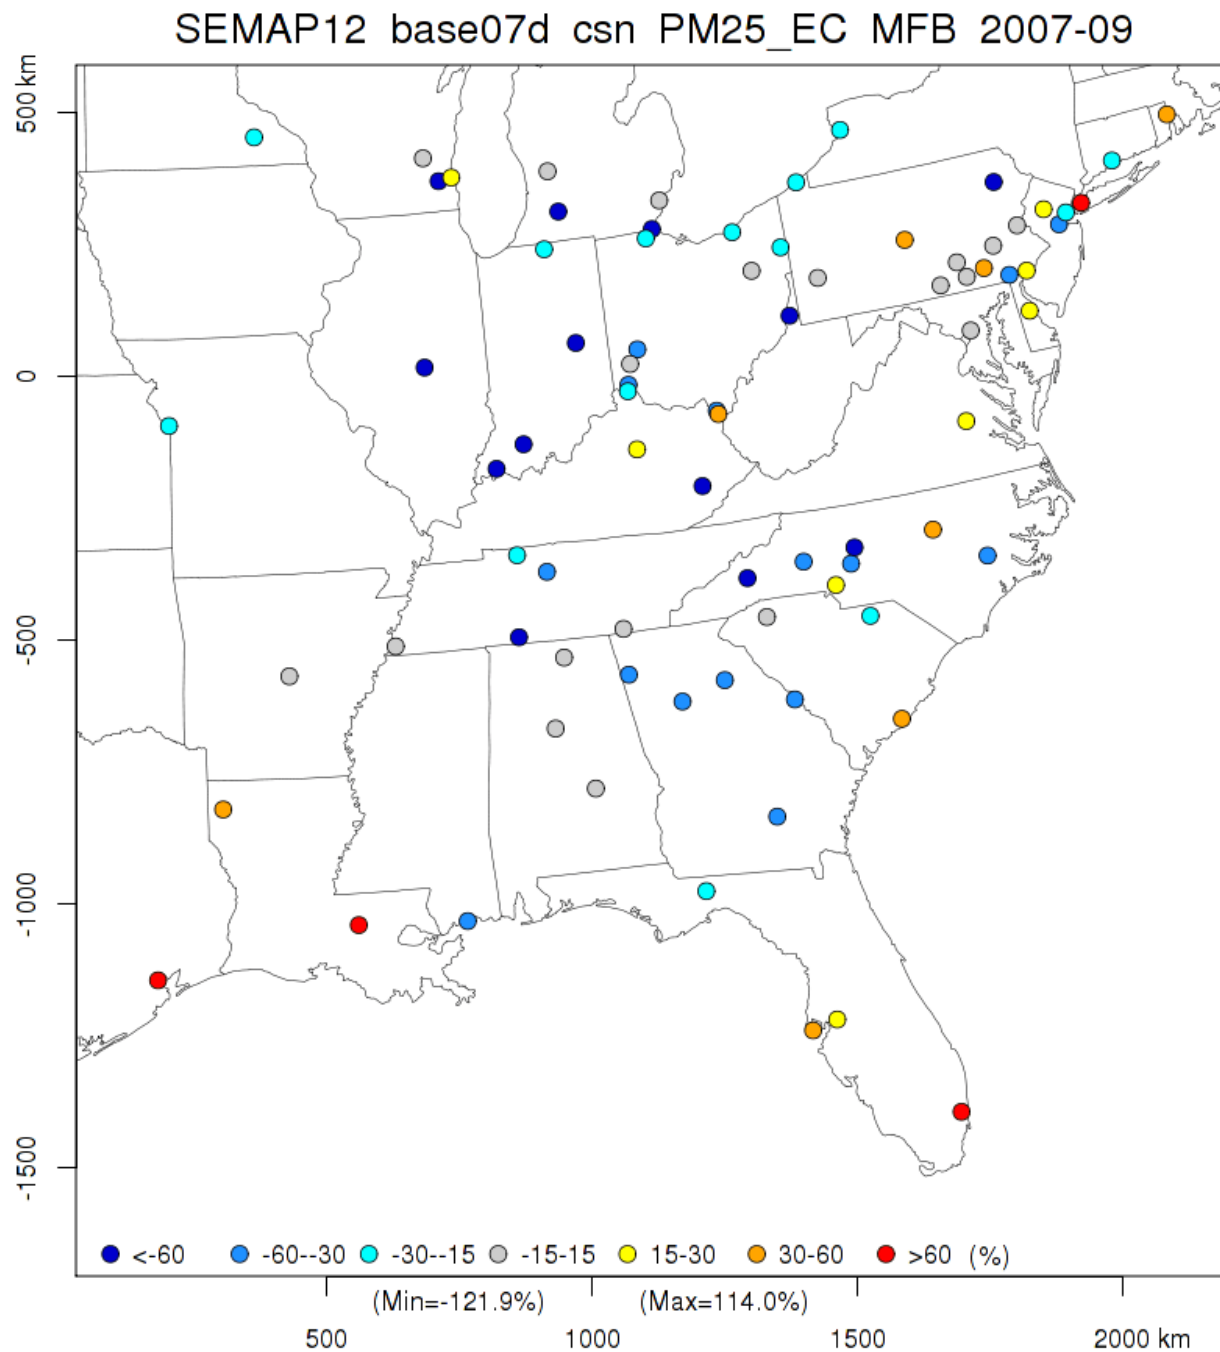 SEMAP12 base07d csn PM25_EC MFB 2007-09
500 km
0
-500
-1000
-1500
<-60 -60--30 -30--15 -15-15 15-30 30-60 >60 (%)
(Min=-121.9%) (Max=114.0%)
500 1000 1500 2000 km